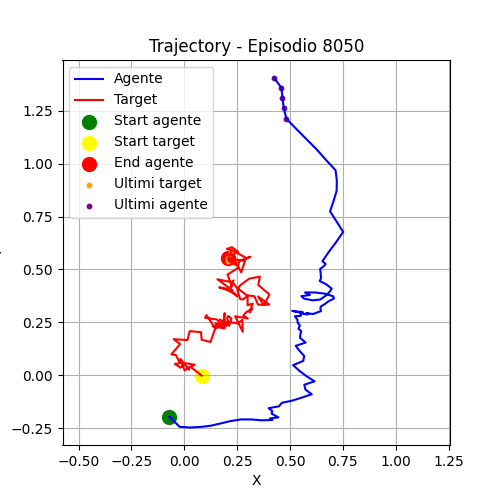 Trajectory - Episodio 8050
Agente
Target
Start agente
Start target
End agente
Ultimi target
Ultimi agente
1.25
1.00
0.75
0.50
0.25
0.00
−0.25
−0.50 −0.25 0.00 0.25 0.50 0.75 1.00 1.25
X